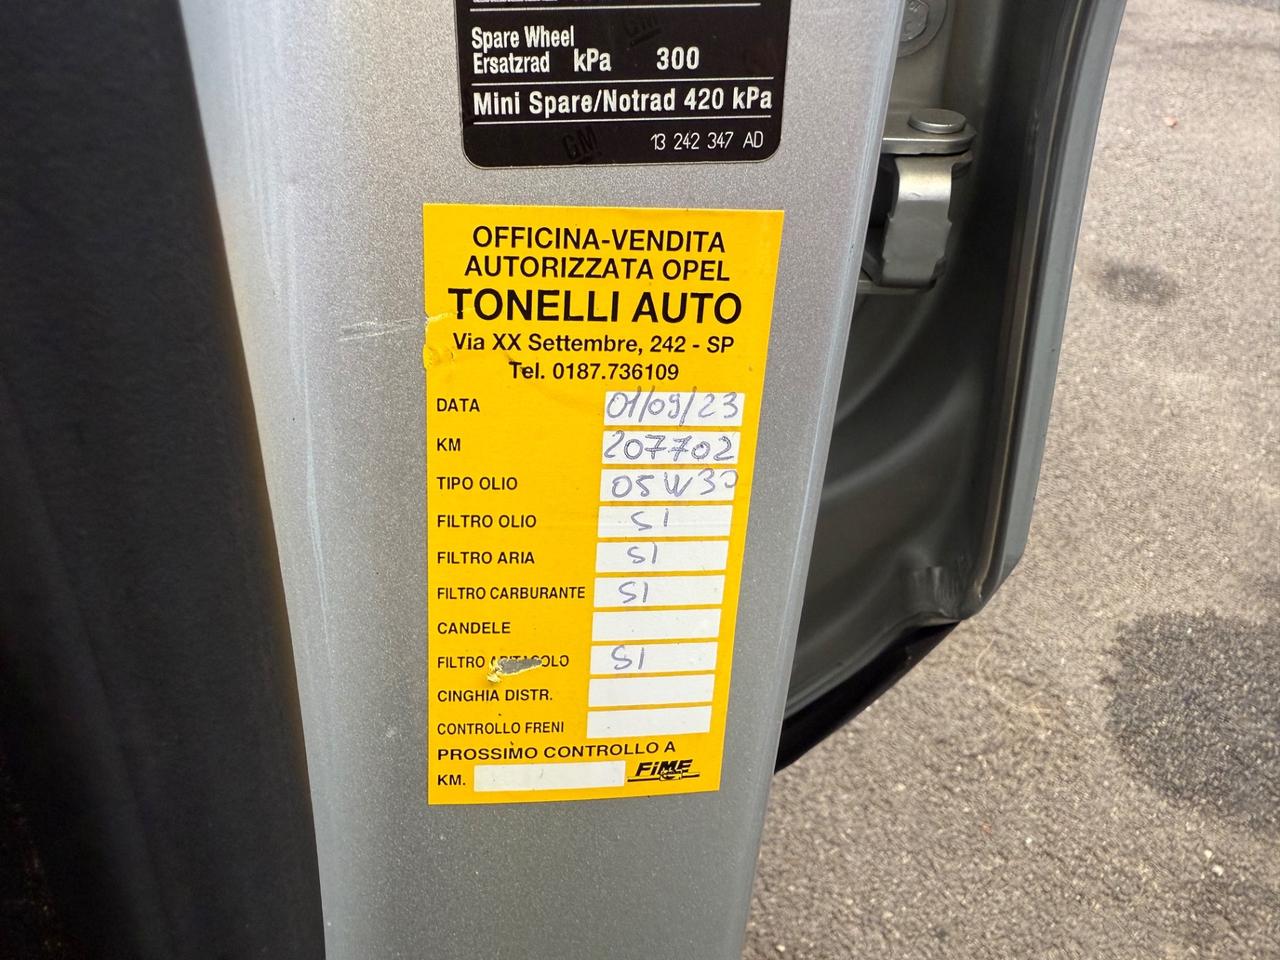 Spare Wheel
Ersatzrad kPa 300
Mini Spare/Notrad 420 kPa
GM 13 242 347 AD
OFFICINA-VENDITA
AUTORIZZATA OPEL
TONELLI AUTO
Via XX Settembre, 242 - SP
Tel. 0187.736109
DATA 01/09/23
KM 207702
TIPO OLIO 05W30
FILTRO OLIO SI
FILTRO ARIA SI
FILTRO CARBURANTE SI
CANDELE
FILTRO SI
CINGHIA DISTR.
CONTROLLO FRENI
PROSSIMO CONTROLLO A
KM. FiME